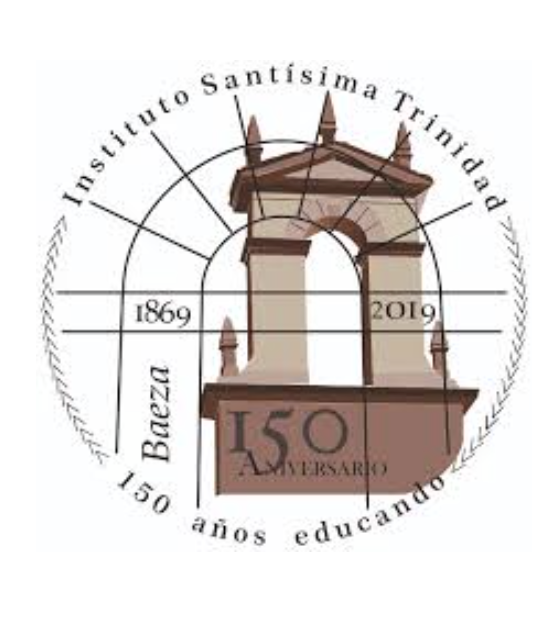 Instituto Santísima Trinidad
1869
2019
Baeza
150
ANIVERSARIO
150 años educando